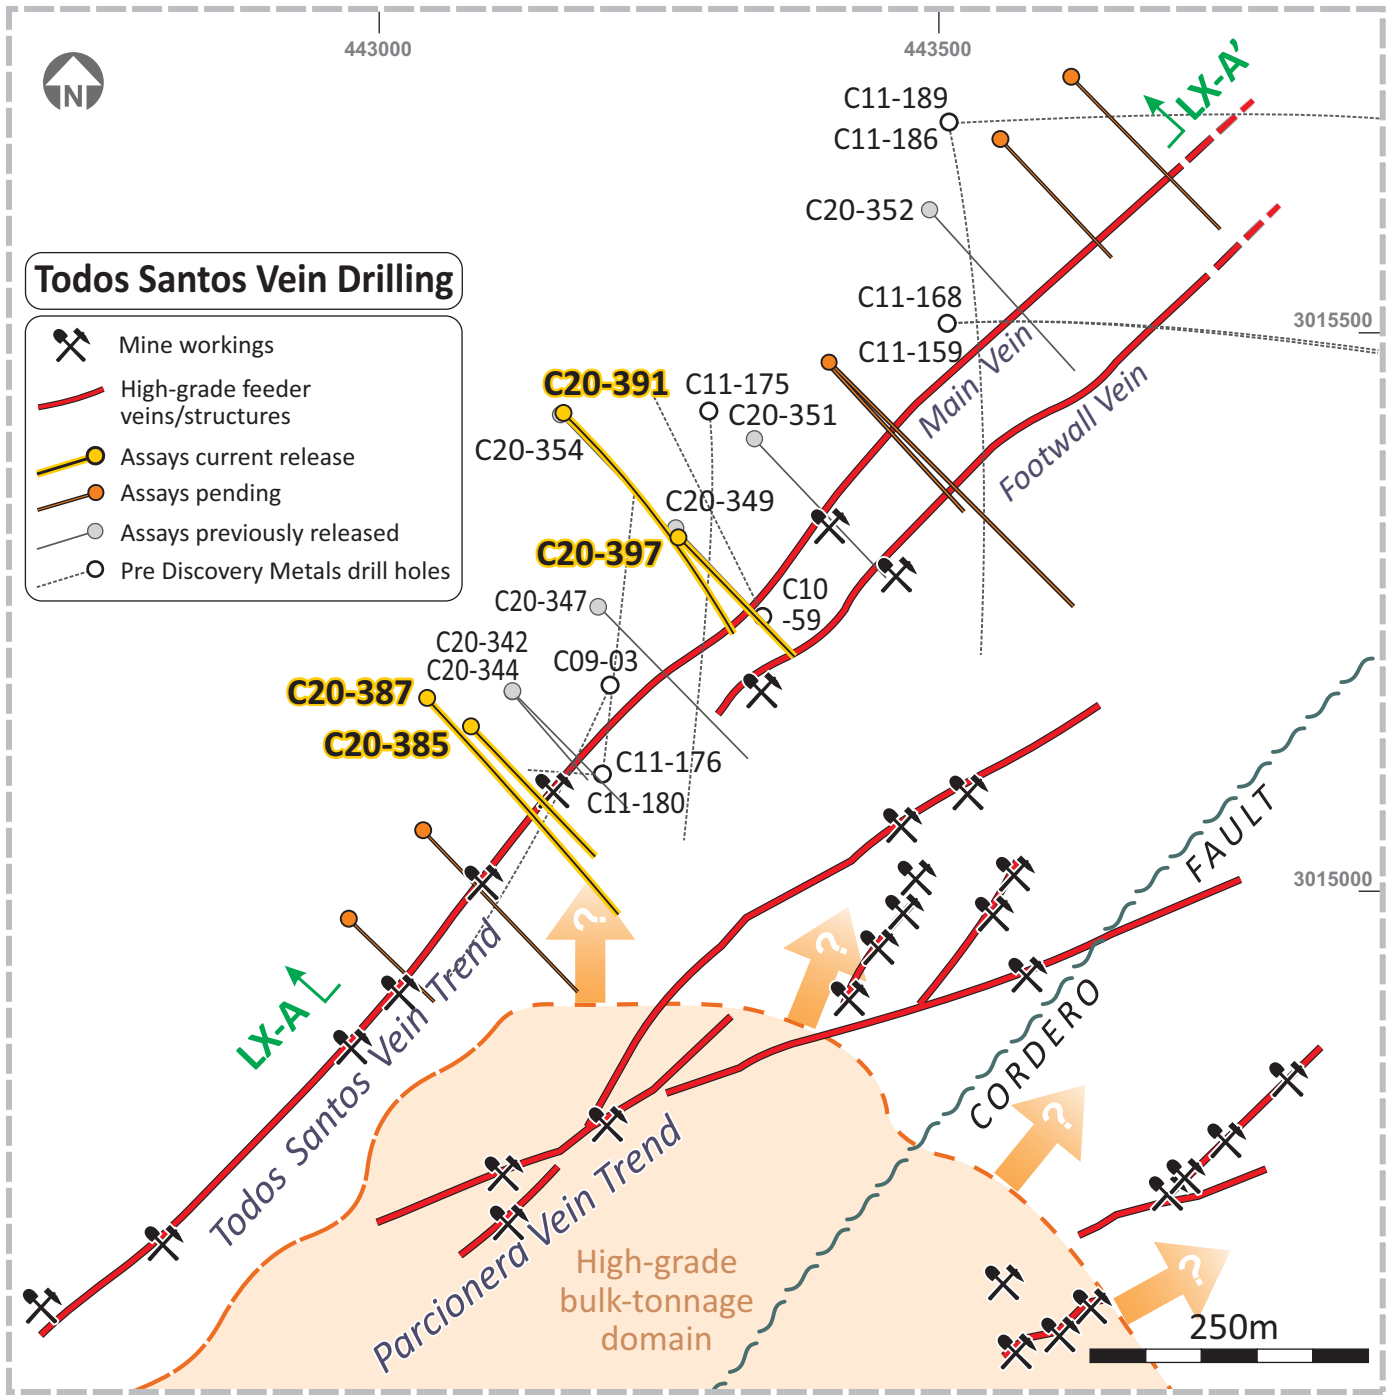 443000
443500
N
LX-A'
C11-189
C11-186
C20-352
Todos Santos Vein Drilling
Mine workings
High-grade feeder
veins/structures
Assays current release
Assays pending
Assays previously released
Pre Discovery Metals drill holes
C11-168
3015500
C11-159
Main Vein
Footwall Vein
C20-391
C11-175
C20-351
C20-354
C20-349
C20-397
C10
-59
C20-347
C20-342
C20-344
C09-03
C20-387
C20-385
C11-176
C11-180
FAULT
3015000
?
?
Todos Santos Vein Trend
LX-A
CORDERO
?
Parcionera Vein Trend
High-grade
bulk-tonnage
domain
?
250m